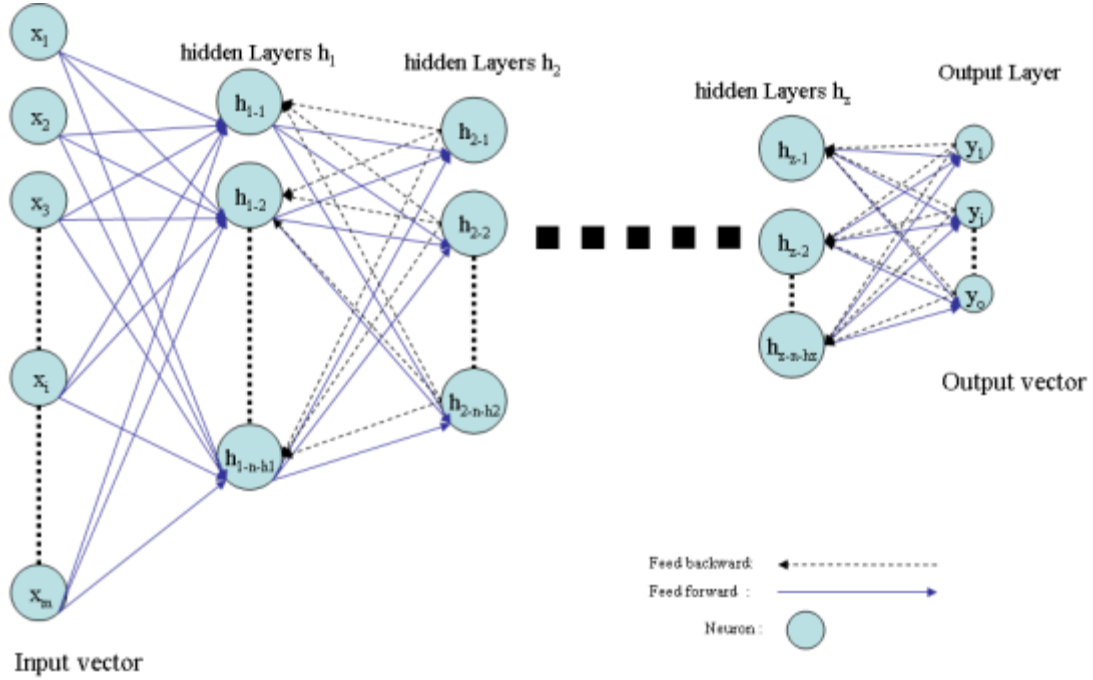 x1
x2
x3
xi
xm
Input vector
hidden Layers h1
h1-1
h1-2
h1-n-h1
hidden Layers h2
h2-1
h2-2
h2-n-h2
hidden Layers hz
hz-1
hz-2
hz-n-hz
Output Layer
y1
yj
yo
Output vector
Feed backward:
Feed forward :
Neuron :